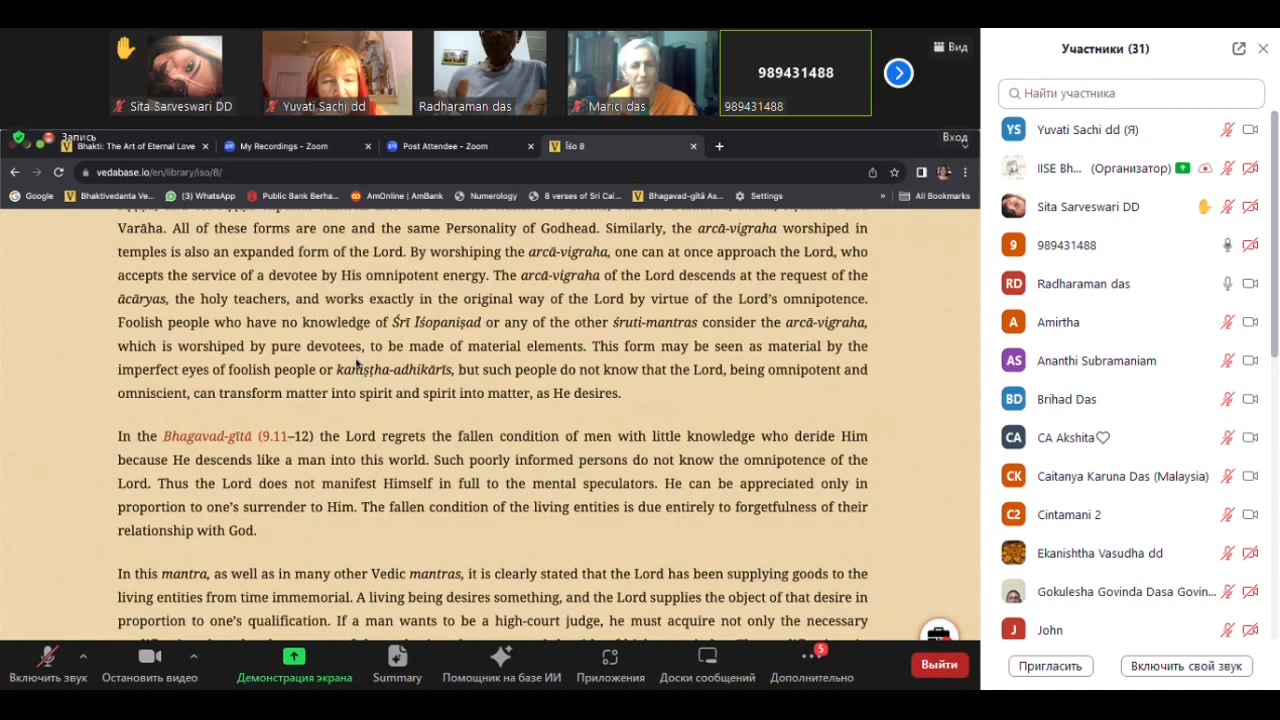 Sita Sarveswari DD
Yuvati Sachi dd
Radharaman das
Marici das
989431488
989431488
Вид
Запись
Вход
Bhakti: The Art of Eternal Love
My Recordings - Zoom
Post Attendee - Zoom
Īśo 8
vedabase.io/en/library/iso/8/
Google
Bhaktivedanta Ve...
(3) WhatsApp
Public Bank Berha...
AmOnline | AmBank
Numerology
8 verses of Sri Cai...
Bhagavad-gītā As...
Settings
»
All Bookmarks
Varāha. All of these forms are one and the same Personality of Godhead. Similarly, the arcā-vigraha worshiped in
temples is also an expanded form of the Lord. By worshiping the arcā-vigraha, one can at once approach the Lord, who
accepts the service of a devotee by His omnipotent energy. The arcā-vigraha of the Lord descends at the request of the
ācāryas, the holy teachers, and works exactly in the original way of the Lord by virtue of the Lord's omnipotence.
Foolish people who have no knowledge of Śrī Īśopaniṣad or any of the other śruti-mantras consider the arcā-vigraha,
which is worshiped by pure devotees, to be made of material elements. This form may be seen as material by the
imperfect eyes of foolish people or kaniṣṭha-adhikārīs, but such people do not know that the Lord, being omnipotent and
omniscient, can transform matter into spirit and spirit into matter, as He desires.
In the Bhagavad-gītā (9.11–12) the Lord regrets the fallen condition of men with little knowledge who deride Him
because He descends like a man into this world. Such poorly informed persons do not know the omnipotence of the
Lord. Thus the Lord does not manifest Himself in full to the mental speculators. He can be appreciated only in
proportion to one's surrender to Him. The fallen condition of the living entities is due entirely to forgetfulness of their
relationship with God.
In this mantra, as well as in many other Vedic mantras, it is clearly stated that the Lord has been supplying goods to the
living entities from time immemorial. A living being desires something, and the Lord supplies the object of that desire in
proportion to one's qualification. If a man wants to be a high-court judge, he must acquire not only the necessary
Включить звук
Остановить видео
Демонстрация экрана
Summary
Помощник на базе ИИ
Приложения
Доски сообщений
5
Дополнительно
Выйти
Участники (31)
Найти участника
YS Yuvati Sachi dd (Я)
IISE Bh... (Организатор)
Sita Sarveswari DD
9 989431488
RD Radharaman das
A Amirtha
AS Ananthi Subramaniam
BD Brihad Das
CA CA Akshita♡
CK Caitanya Karuna Das (Malaysia)
C2 Cintamani 2
Ekanishtha Vasudha dd
Gokulesha Govinda Dasa Govin...
J John
Пригласить
Включить свой звук